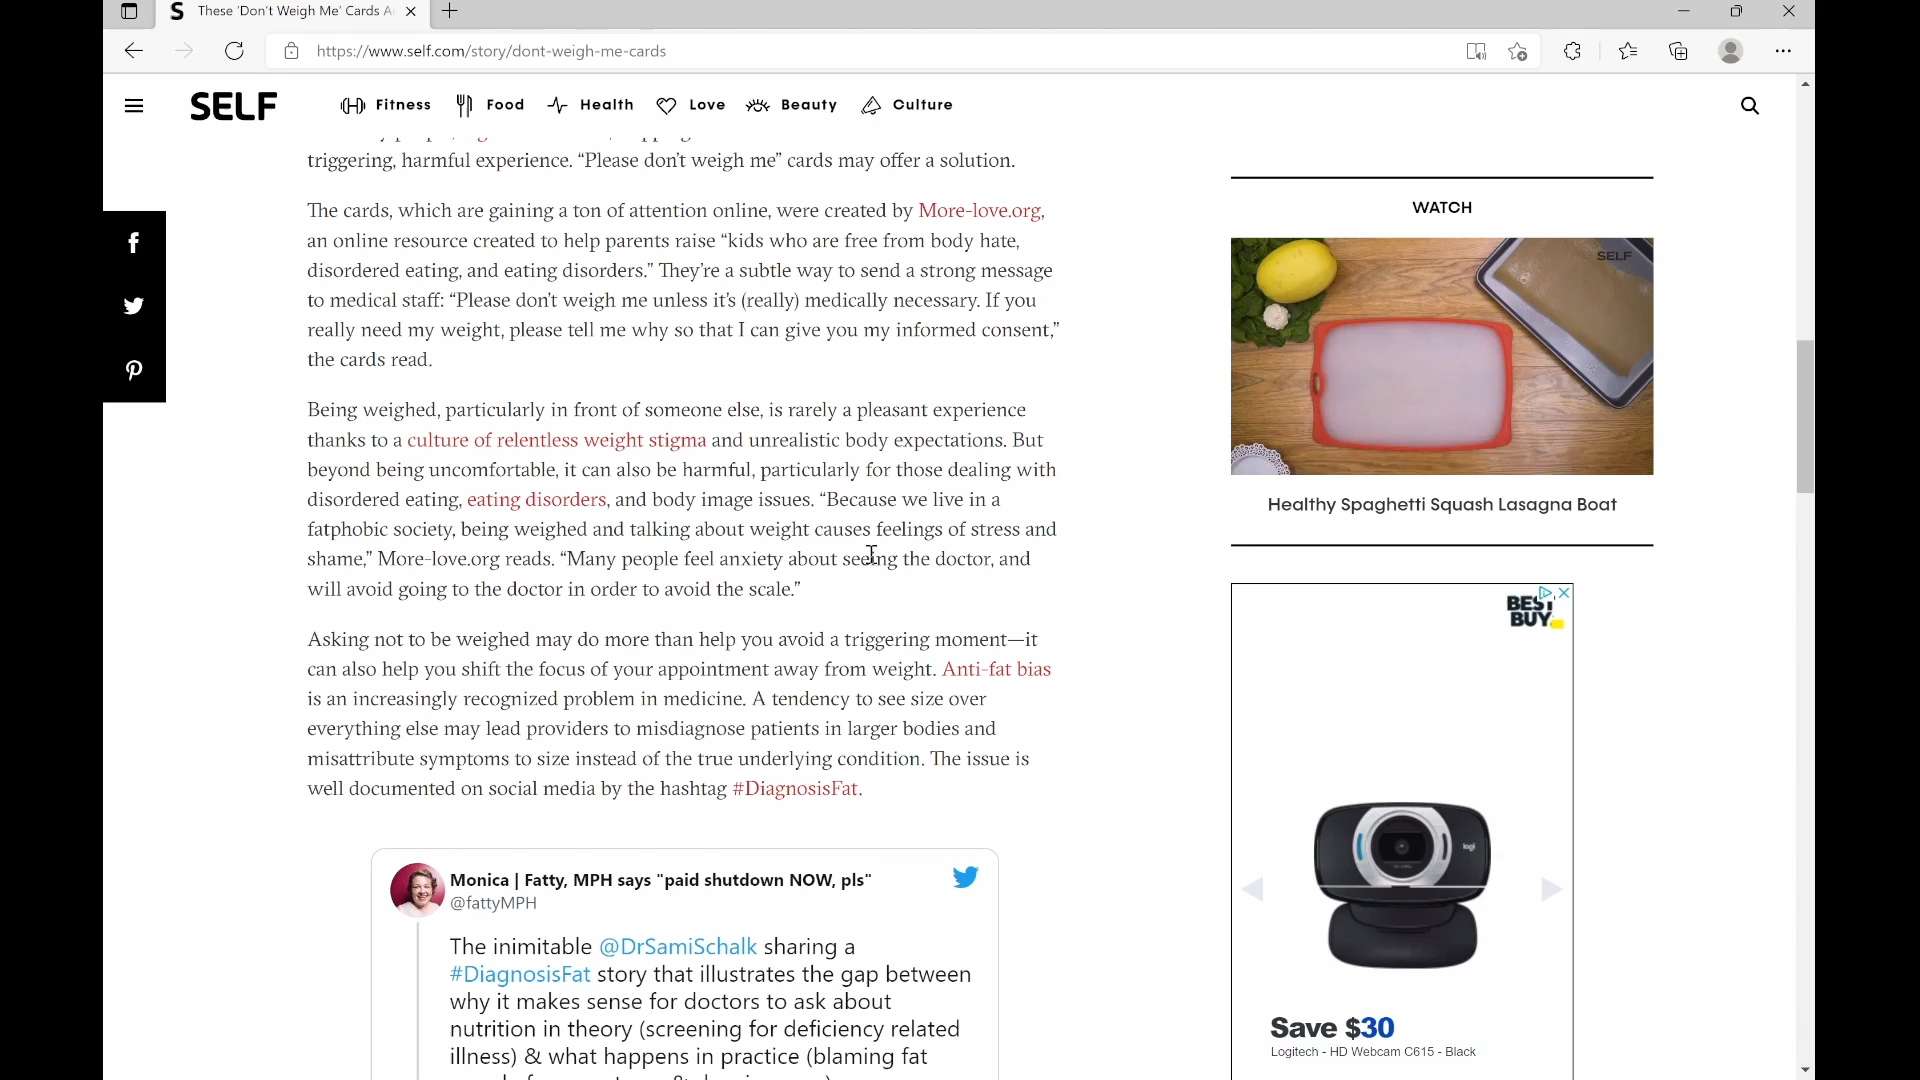 These 'Don't Weigh Me' Cards A
https://www.self.com/story/dont-weigh-me-cards
SELF
Fitness
Food
Health
Love
Beauty
Culture
triggering, harmful experience. “Please don’t weigh me” cards may offer a solution.
The cards, which are gaining a ton of attention online, were created by More-love.org,
an online resource created to help parents raise “kids who are free from body hate,
disordered eating, and eating disorders.” They’re a subtle way to send a strong message
to medical staff: “Please don’t weigh me unless it’s (really) medically necessary. If you
really need my weight, please tell me why so that I can give you my informed consent,”
the cards read.
Being weighed, particularly in front of someone else, is rarely a pleasant experience
thanks to a culture of relentless weight stigma and unrealistic body expectations. But
beyond being uncomfortable, it can also be harmful, particularly for those dealing with
disordered eating, eating disorders, and body image issues. “Because we live in a
fatphobic society, being weighed and talking about weight causes feelings of stress and
shame,” More-love.org reads. “Many people feel anxiety about seeing the doctor, and
will avoid going to the doctor in order to avoid the scale.”
Asking not to be weighed may do more than help you avoid a triggering moment—it
can also help you shift the focus of your appointment away from weight. Anti-fat bias
is an increasingly recognized problem in medicine. A tendency to see size over
everything else may lead providers to misdiagnose patients in larger bodies and
misattribute symptoms to size instead of the true underlying condition. The issue is
well documented on social media by the hashtag #DiagnosisFat.
Monica | Fatty, MPH says "paid shutdown NOW, pls"
@fattyMPH
The inimitable @DrSamiSchalk sharing a
#DiagnosisFat story that illustrates the gap between
why it makes sense for doctors to ask about
nutrition in theory (screening for deficiency related
illness) & what happens in practice (blaming fat
WATCH
SELF
Healthy Spaghetti Squash Lasagna Boat
BEST
BUY
logi
Save $30
Logitech - HD Webcam C615 - Black